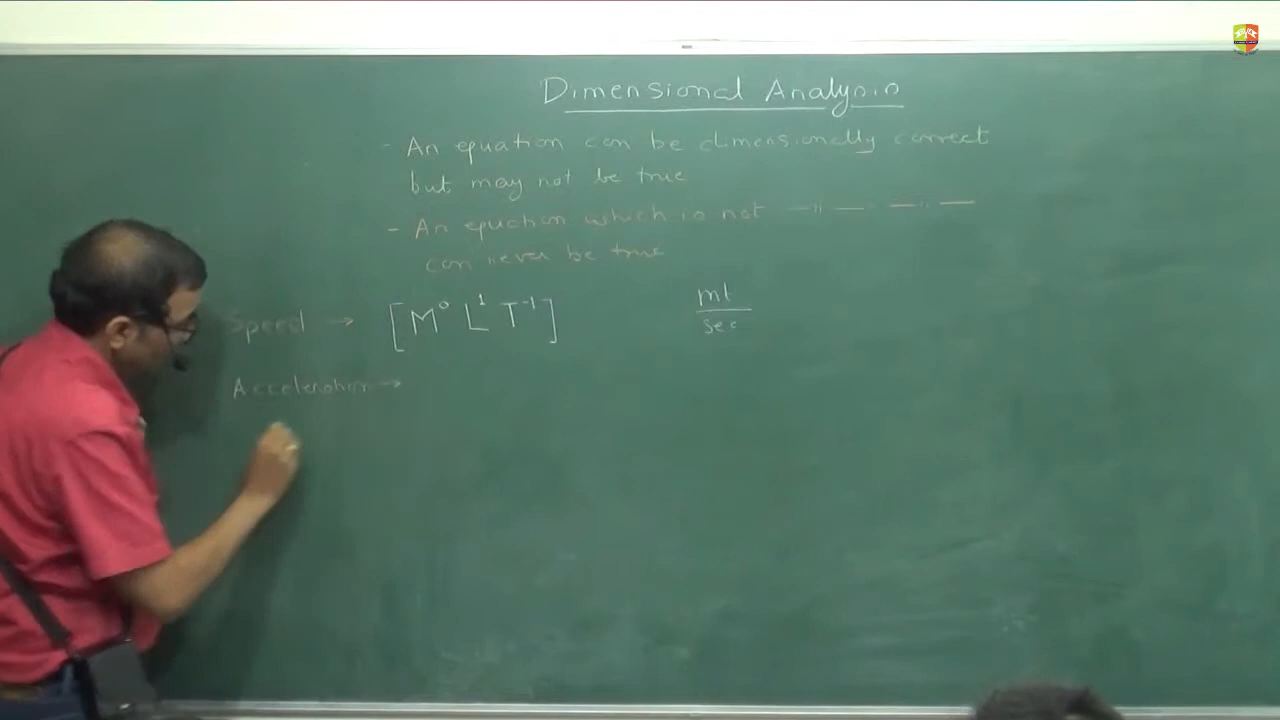 Dimensional Analysis
- An equation can be dimensionally correct
but may not be true
- An equation which is not —〃— —〃—
can never be true
Speed → [M⁰ L¹ T⁻¹]
mt
sec
Acceleration →